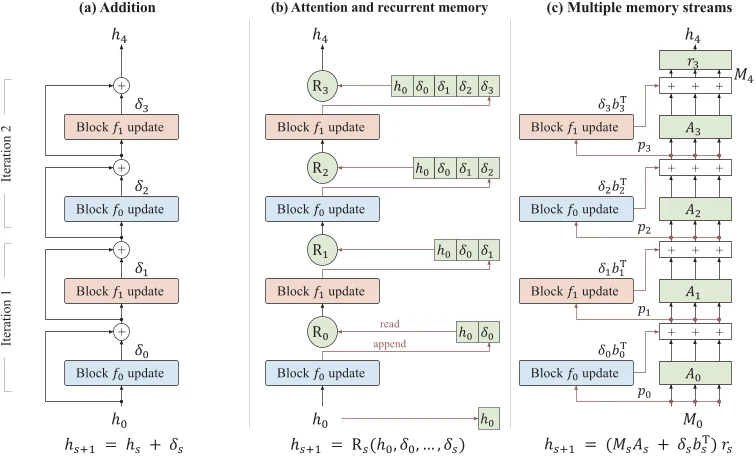 (a) Addition
h₄
+
δ₃
Block f₁ update
+
δ₂
Block f₀ update
+
δ₁
Block f₁ update
+
δ₀
Block f₀ update
h₀
hₛ₊₁ = hₛ + δₛ
Iteration 2
Iteration 1
(b) Attention and recurrent memory
h₄
R₃
h₀ δ₀ δ₁ δ₂ δ₃
Block f₁ update
R₂
h₀ δ₀ δ₁ δ₂
Block f₀ update
R₁
h₀ δ₀ δ₁
Block f₁ update
read
R₀
h₀ δ₀
append
Block f₀ update
h₀
h₀
hₛ₊₁ = Rₛ(h₀, δ₀, ..., δₛ)
(c) Multiple memory streams
h₄
r₃
M₄
+ + +
δ₃b₃ᵀ
Block f₁ update
A₃
p₃
+ + +
δ₂b₂ᵀ
Block f₀ update
A₂
p₂
+ + +
δ₁b₁ᵀ
Block f₁ update
A₁
p₁
+ + +
δ₀b₀ᵀ
Block f₀ update
A₀
p₀
M₀
hₛ₊₁ = (MₛAₛ + δₛbₛᵀ) rₛ